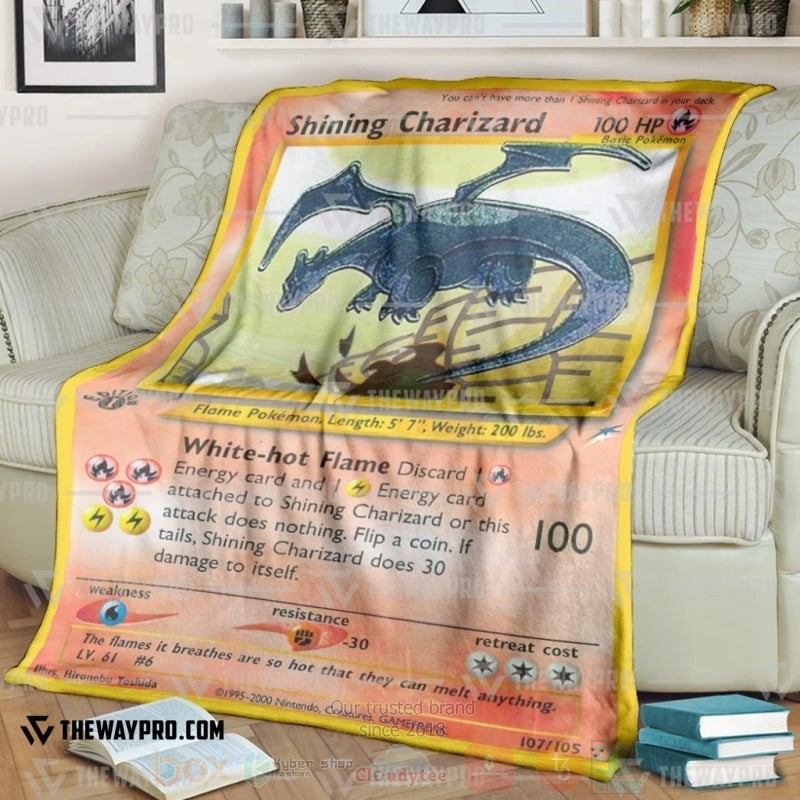 You can't have more than 1 Shining Charizard in your deck.
Shining Charizard 100 HP
Basic Pokémon
Flame Pokémon. Length: 5' 7", Weight: 200 lbs.
White-hot Flame Discard 1
Energy card and 1 Energy card
attached to Shining Charizard or this
attack does nothing. Flip a coin. If
tails, Shining Charizard does 30
damage to itself.
100
weakness
resistance
-30
retreat cost
The flames it breathes are so hot that they can melt anything.
LV. 61 #6
Illus. Hironobu Yoshida
©1995-2000 Nintendo, Creatures, GAMEFREAK
107/105
Our trusted brand
since 2018
THEWAYPRO.COM
box
Kyber shop
fashion
Cloudytee
THEWAYPRO